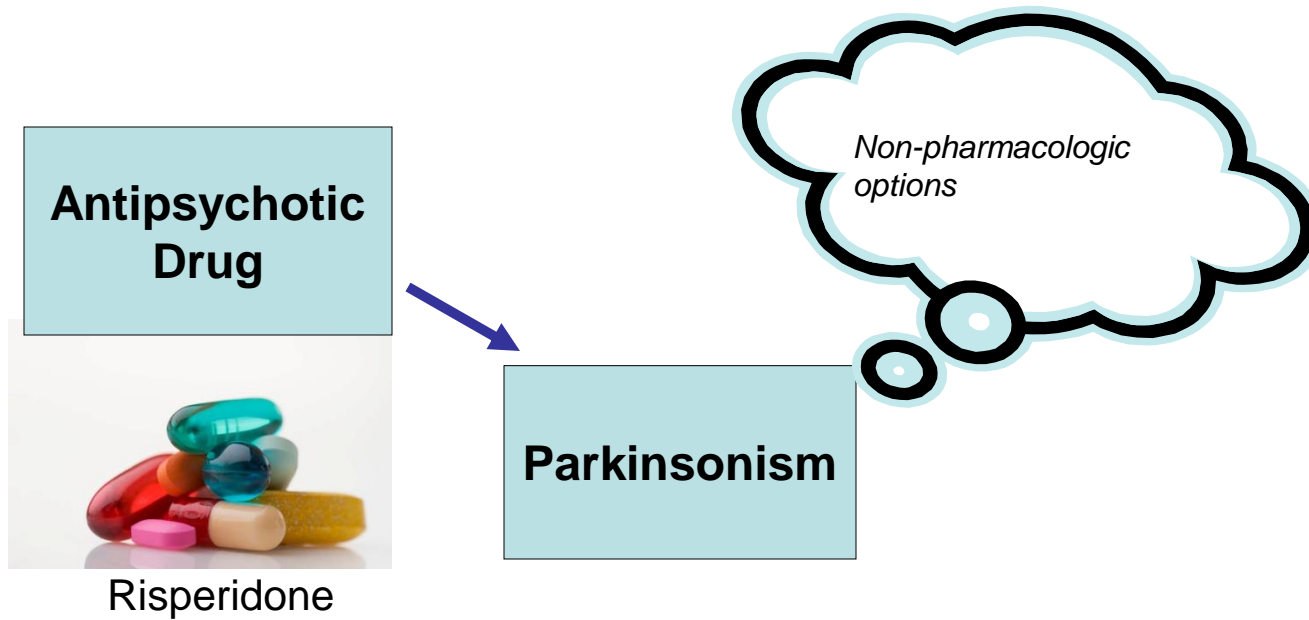 Antipsychotic
Drug
Risperidone
Parkinsonism
Non-pharmacologic
options